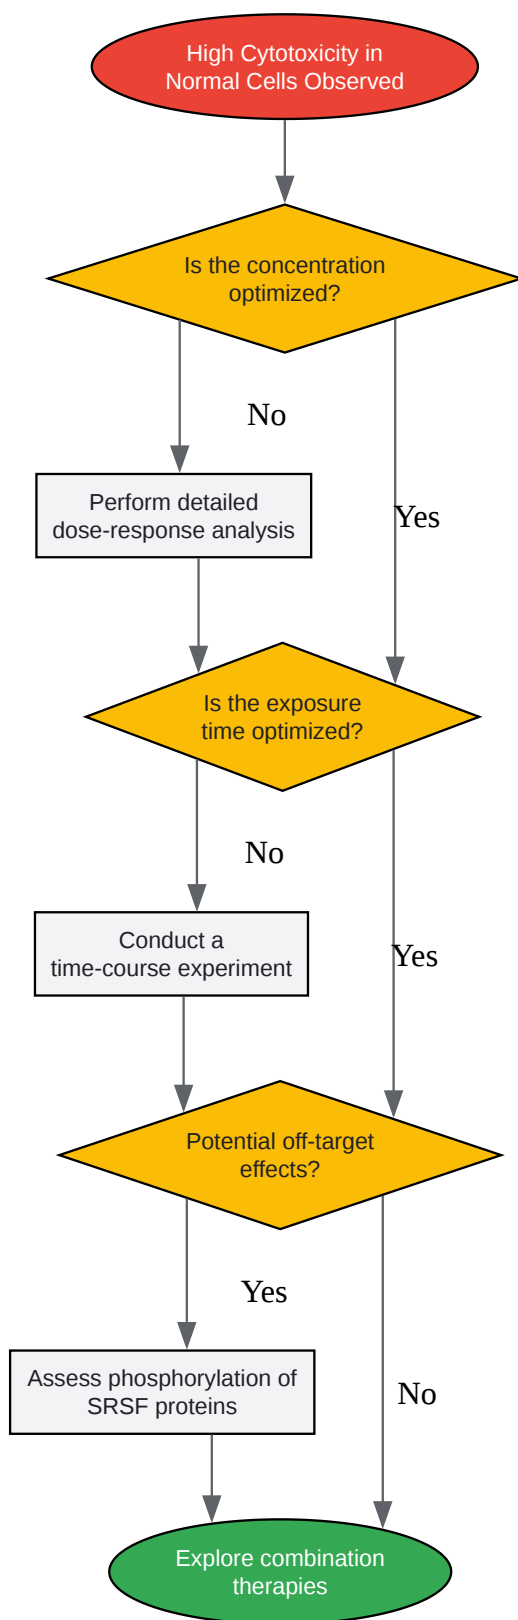 High Cytotoxicity in
Normal Cells Observed
Is the concentration
optimized?
No
Perform detailed
dose-response analysis
Yes
Is the exposure
time optimized?
No
Conduct a
time-course experiment
Yes
Potential off-target
effects?
Yes
Assess phosphorylation of
SRSF proteins
No
Explore combination
therapies